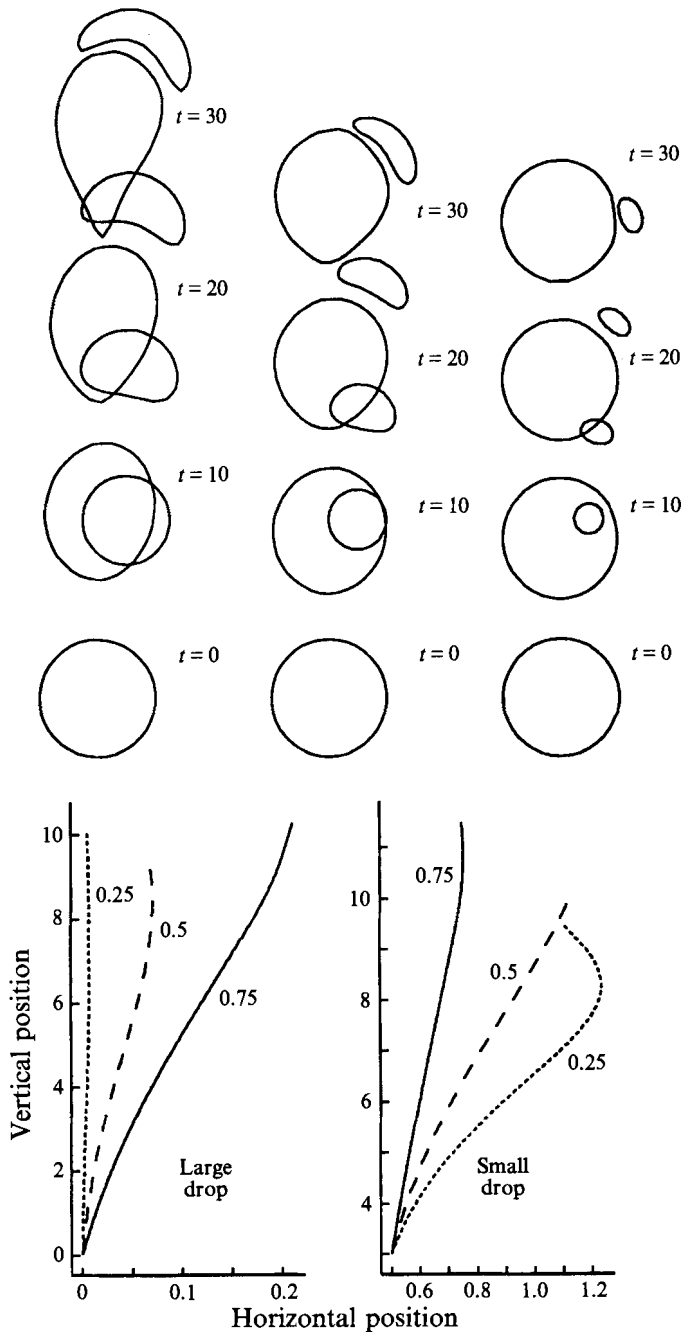 t = 30
t = 30
t = 30
t = 20
t = 20
t = 20
t = 10
t = 10
t = 10
t = 0
t = 0
t = 0
10
8
6
4
2
0
Vertical position
0.25
0.5
0.75
Large
drop
0
0.1
0.2
10
8
6
4
0.75
0.5
0.25
Small
drop
0.6
0.8
1.0
1.2
Horizontal position